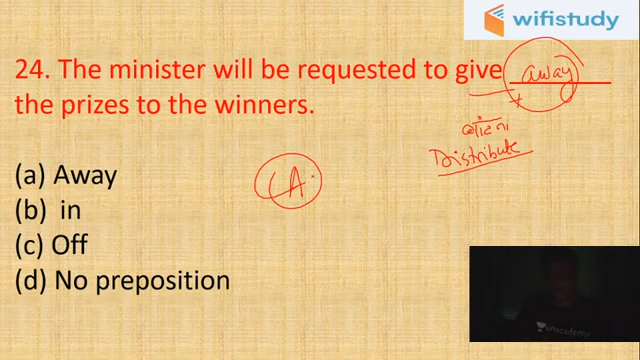 wifistudy
24. The minister will be requested to give away
the prizes to the winners.
Distribute
(a) Away
A
(b) in
(c) Off
(d) No preposition
unacademy